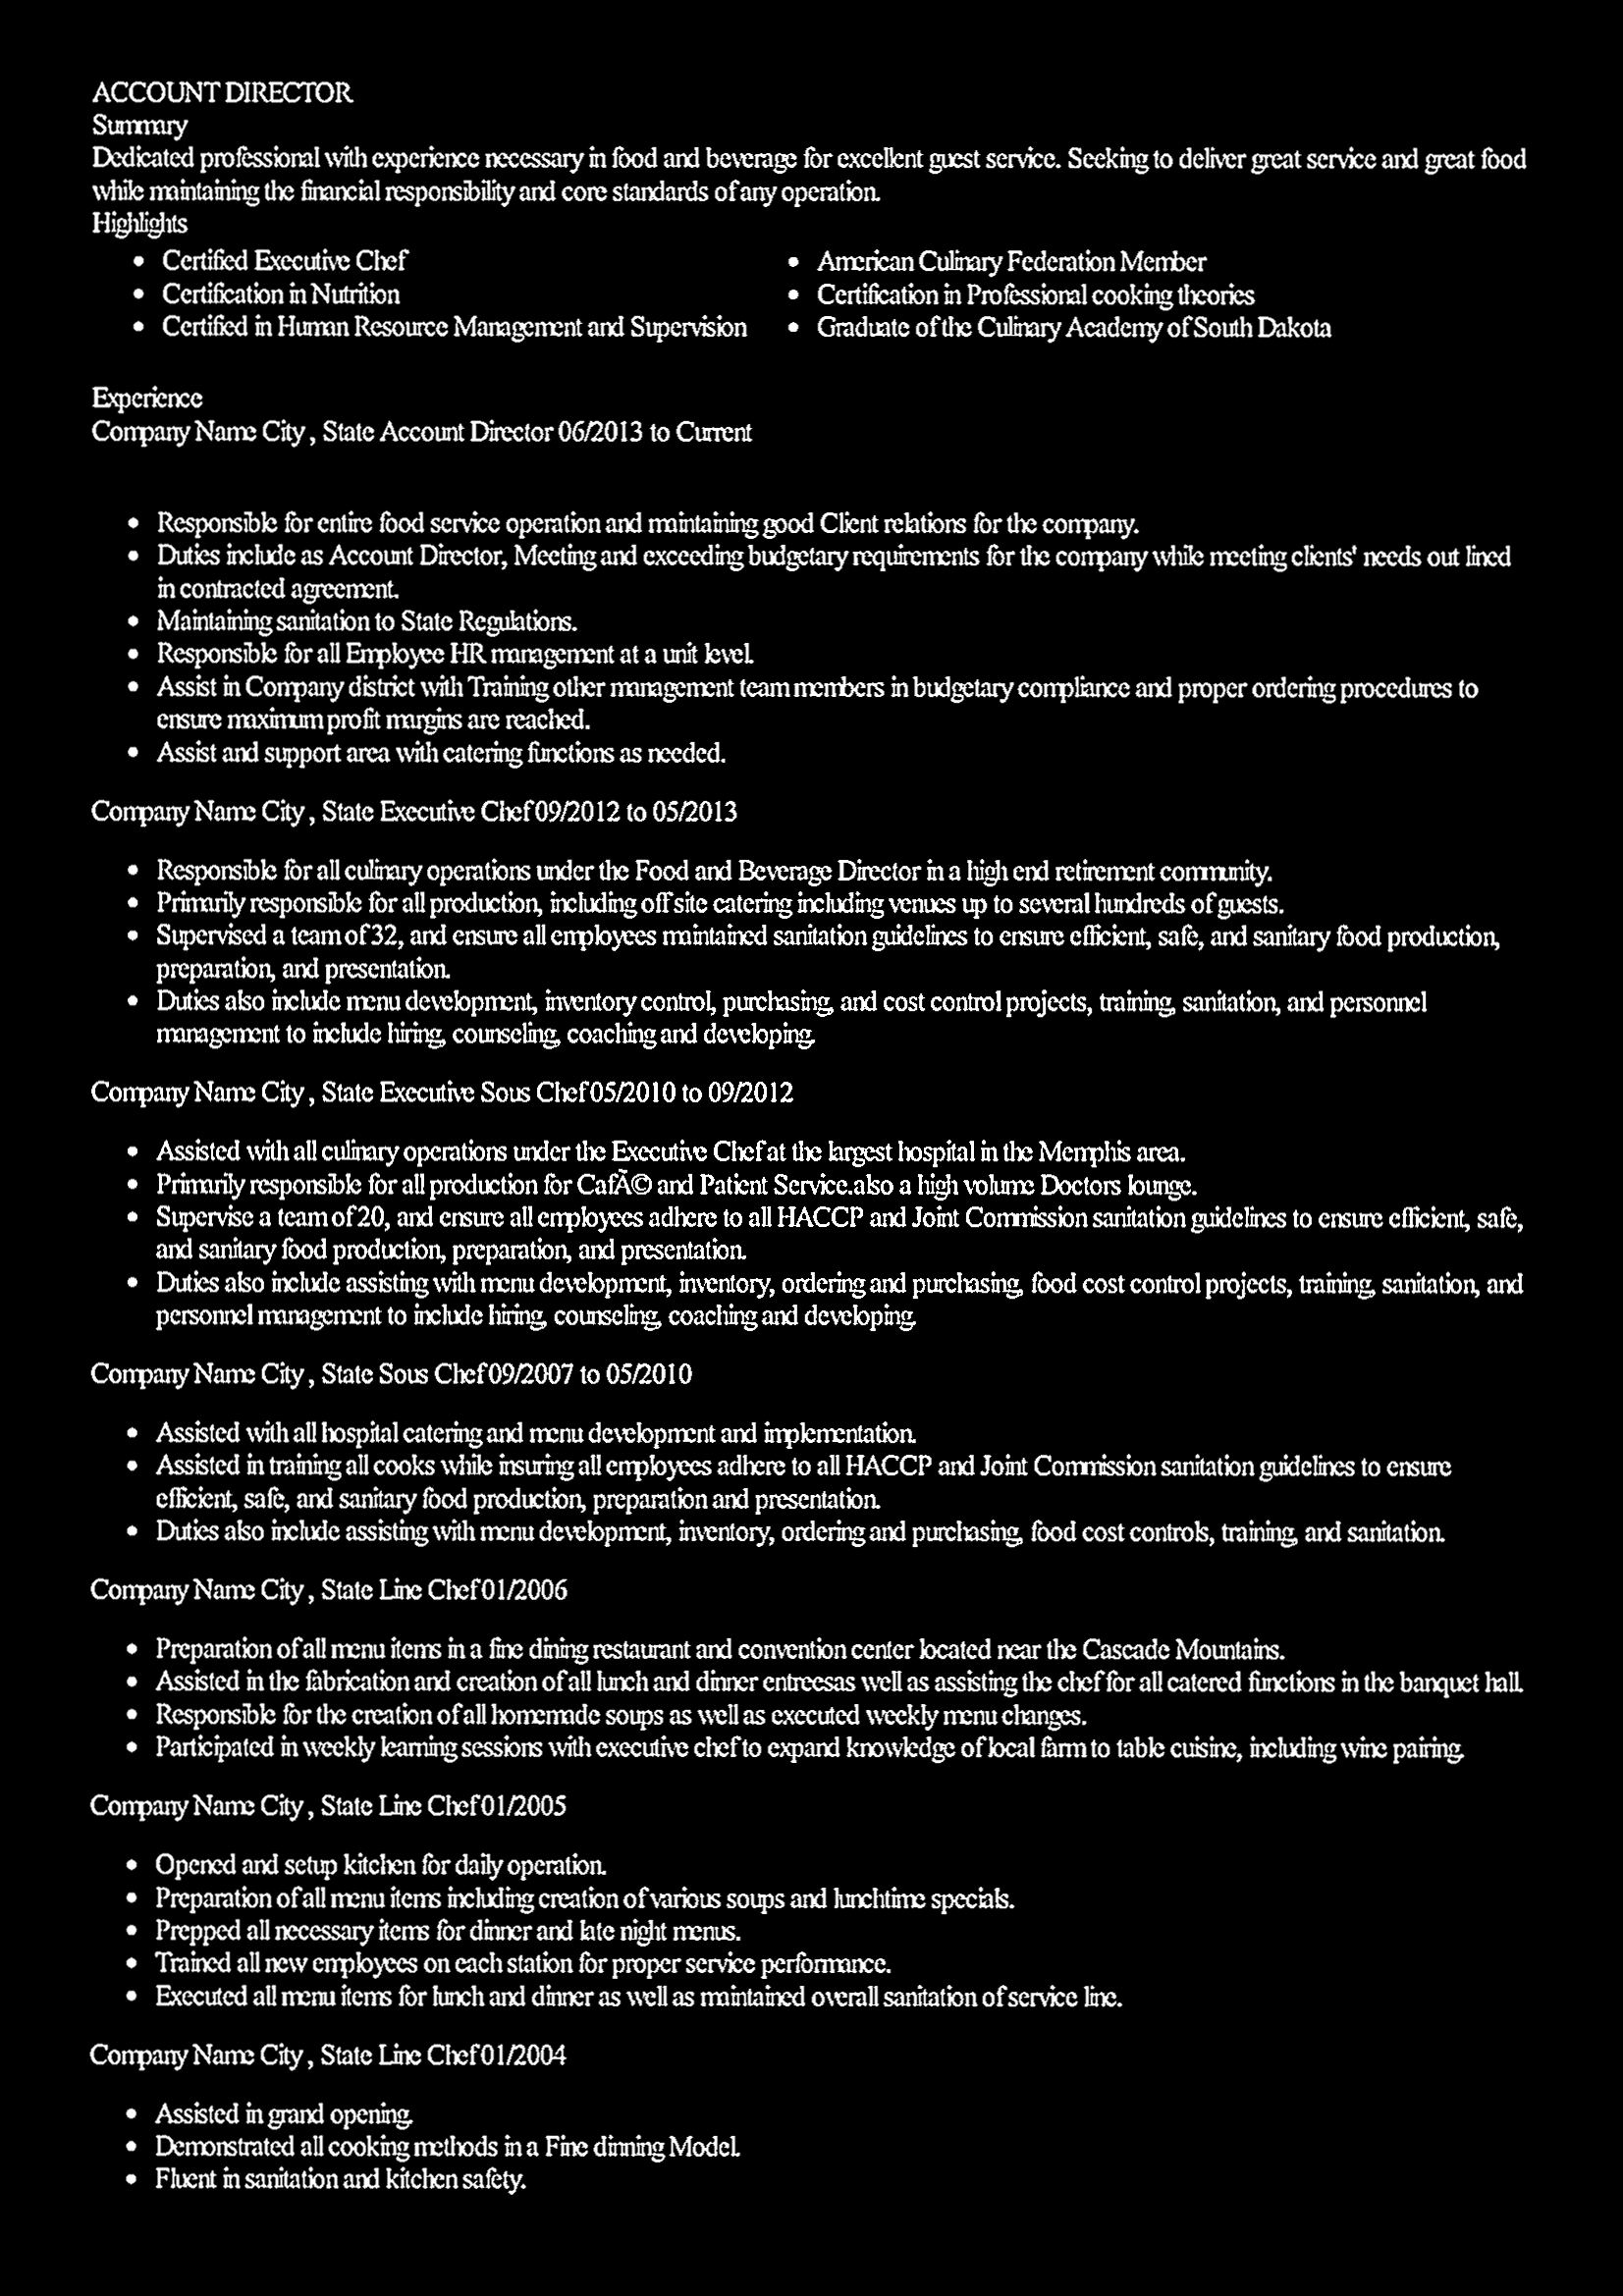 ACCOUNT DIRECTOR
Summary
Dedicated professional with experience necessary in food and beverage for excellent guest service. Seeking to deliver great service and great food
while maintaining the financial responsibility and core standards of any operation.
Highlights
• Certified Executive Chef
• Certification in Nutrition
• Certified in Human Resource Management and Supervision
• American Culinary Federation Member
• Certification in Professional cooking theories
• Graduate of the Culinary Academy of South Dakota
Experience
Company Name City , State Account Director 06/2013 to Current
• Responsible for entire food service operation and maintaining good Client relations for the company.
• Duties include as Account Director, Meeting and exceeding budgetary requirements for the company while meeting clients' needs out lined
in contracted agreement.
• Maintaining sanitation to State Regulations.
• Responsible for all Employee HR management at a unit level.
• Assist in Company district with Training other management team members in budgetary compliance and proper ordering procedures to
ensure maximum profit margins are reached.
• Assist and support area with catering functions as needed.
Company Name City , State Executive Chef 09/2012 to 05/2013
• Responsible for all culinary operations under the Food and Beverage Director in a high end retirement community.
• Primarily responsible for all production, including off site catering including venues up to several hundreds of guests.
• Supervised a team of 32, and ensure all employees maintained sanitation guidelines to ensure efficient, safe, and sanitary food production,
preparation, and presentation.
• Duties also include menu development, inventory control, purchasing, and cost control projects, training, sanitation, and personnel
management to include hiring, counseling, coaching and developing.
Company Name City , State Executive Sous Chef 05/2010 to 09/2012
• Assisted with all culinary operations under the Executive Chef at the largest hospital in the Memphis area.
• Primarily responsible for all production for CafÃ© and Patient Service.also a high volume Doctors lounge.
• Supervise a team of 20, and ensure all employees adhere to all HACCP and Joint Commission sanitation guidelines to ensure efficient, safe,
and sanitary food production, preparation, and presentation.
• Duties also include assisting with menu development, inventory, ordering and purchasing, food cost control projects, training, sanitation, and
personnel management to include hiring, counseling, coaching and developing.
Company Name City , State Sous Chef 09/2007 to 05/2010
• Assisted with all hospital catering and menu development and implementation.
• Assisted in training all cooks while insuring all employees adhere to all HACCP and Joint Commission sanitation guidelines to ensure
efficient, safe, and sanitary food production, preparation and presentation.
• Duties also include assisting with menu development, inventory, ordering and purchasing, food cost controls, training, and sanitation.
Company Name City , State Line Chef 01/2006
• Preparation of all menu items in a fine dining restaurant and convention center located near the Cascade Mountains.
• Assisted in the fabrication and creation of all lunch and dinner entreesas well as assisting the chef for all catered functions in the banquet hall.
• Responsible for the creation of all homemade soups as well as executed weekly menu changes.
• Participated in weekly learning sessions with executive chef to expand knowledge of local farm to table cuisine, including wine pairing.
Company Name City , State Line Chef 01/2005
• Opened and setup kitchen for daily operation.
• Preparation of all menu items including creation of various soups and lunchtime specials.
• Prepped all necessary items for dinner and late night menus.
• Trained all new employees on each station for proper service performance.
• Executed all menu items for lunch and dinner as well as maintained overall sanitation of service line.
Company Name City , State Line Chef 01/2004
• Assisted in grand opening.
• Demonstrated all cooking methods in a Fine dinning Model.
• Fluent in sanitation and kitchen safety.